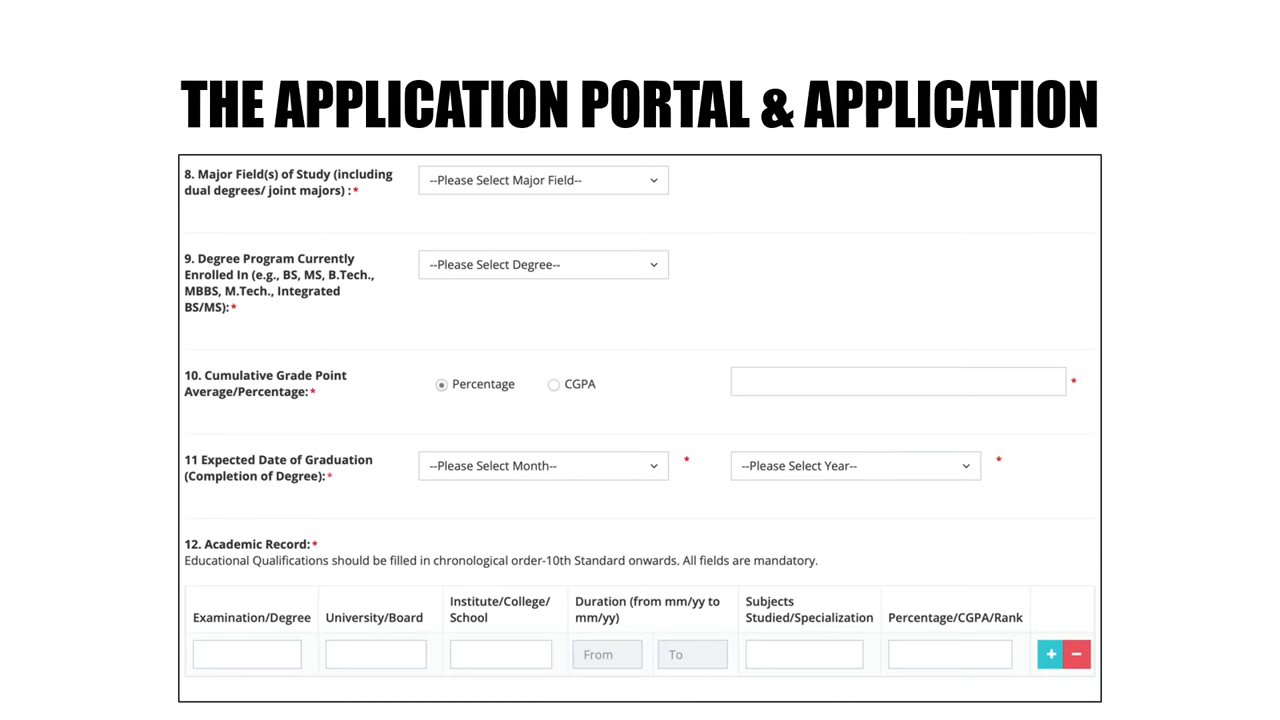 THE APPLICATION PORTAL & APPLICATION
8. Major Field(s) of Study (including
dual degrees/ joint majors) :*
--Please Select Major Field--
9. Degree Program Currently
Enrolled In (e.g., BS, MS, B.Tech.,
MBBS, M.Tech., Integrated
BS/MS):*
--Please Select Degree--
10. Cumulative Grade Point
Average/Percentage:*
Percentage CGPA *
11 Expected Date of Graduation
(Completion of Degree):*
--Please Select Month-- * --Please Select Year-- *
12. Academic Record:*
Educational Qualifications should be filled in chronological order-10th Standard onwards. All fields are mandatory.
Examination/Degree
University/Board
Institute/College/
School
Duration (from mm/yy to
mm/yy)
Subjects
Studied/Specialization
Percentage/CGPA/Rank
From To + −